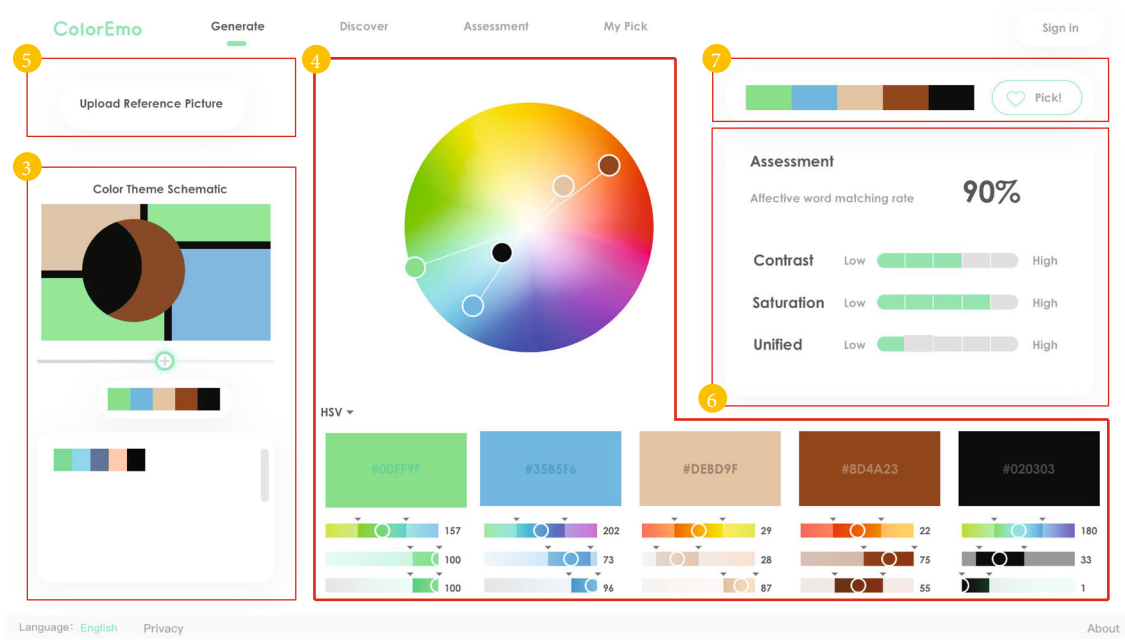 ColorEmo Generate Discover Assessment My Pick Sign in
5
Upload Reference Picture
4
7
Pick!
3
Color Theme Schematic
Assessment
Affective word matching rate 90%
Contrast Low High
Saturation Low High
Unified Low High
6
HSV
#00FF9F #35B5F6 #DEBD9F #8D4A23 #020303
157 202 29 22 180
100 73 28 75 33
100 96 87 55 1
Language: English Privacy About